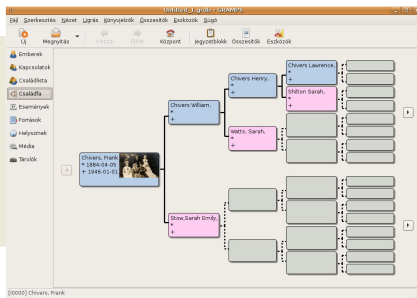 Untitled_1.grdb - GRAMPS
Fájl Szerkesztés Nézet Ugrás Könyvjelzők Összesítők Eszközök Súgó
Új Megnyitás Vissza Előre Központ Jegyzetblokk Összesítők Eszközök
Emberek
Kapcsolatok
Családlista
Családfa
Események
Források
Helyszínek
Média
Tárolók
Chivers, Frank
* 1884-04-05
+ 1946-01-01
Chivers William,
*
+
Stow,Sarah Emily,
*
+
Chivers Henry,
*
+
Watts, Sarah,
*
+
Chivers Lawrence,
*
+
Shilton Sarah,
*
+
[I0000] Chivers, Frank